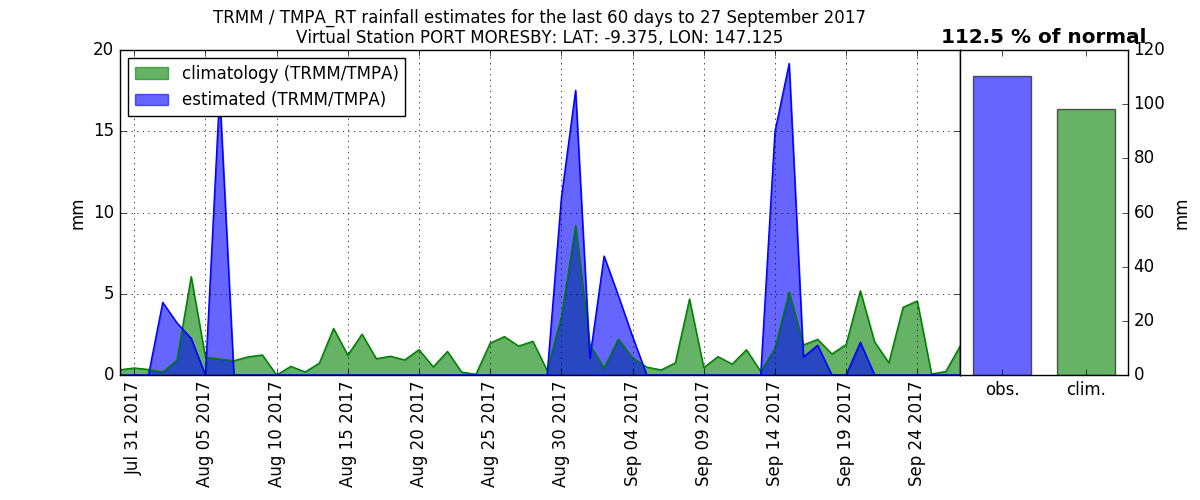 TRMM / TMPA_RT rainfall estimates for the last 60 days to 27 September 2017
Virtual Station PORT MORESBY: LAT: -9.375, LON: 147.125
112.5 % of normal
climatology (TRMM/TMPA)
estimated (TRMM/TMPA)
20
15
10
5
0
mm
120
100
80
60
40
20
0
mm
Jul 31 2017
Aug 05 2017
Aug 10 2017
Aug 15 2017
Aug 20 2017
Aug 25 2017
Aug 30 2017
Sep 04 2017
Sep 09 2017
Sep 14 2017
Sep 19 2017
Sep 24 2017
obs.
clim.